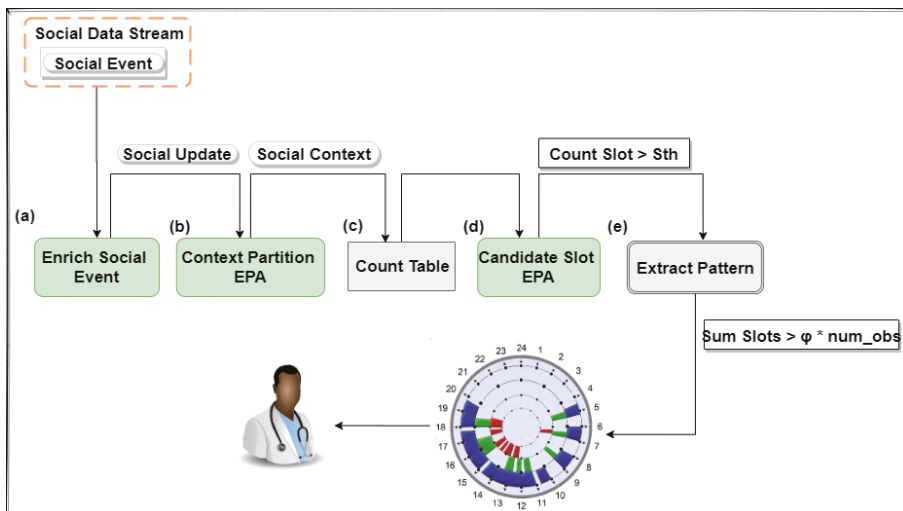 Social Data Stream
Social Event
Social Update
Social Context
Count Slot > Sth
(a)
(b)
(c)
(d)
(e)
Enrich Social
Event
Context Partition
EPA
Count Table
Candidate Slot
EPA
Extract Pattern
Sum Slots > φ * num_obs
24
1
2
3
4
5
6
7
8
9
10
11
12
13
14
15
16
17
18
19
20
21
22
23